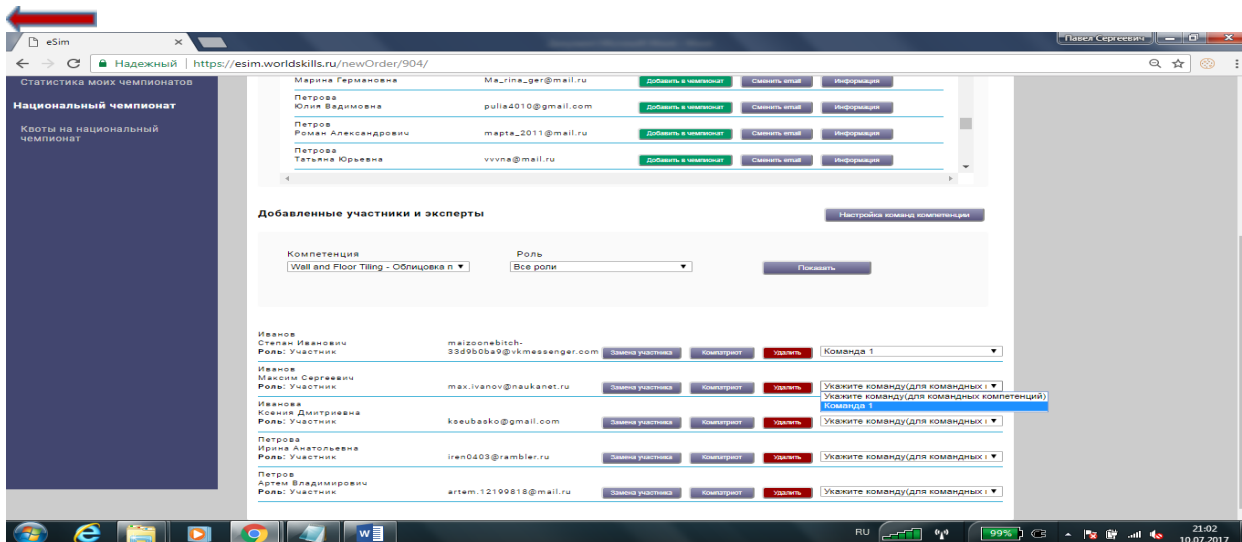 eSim
Павел Сергеевич
Надежный | https://esim.worldskills.ru/newOrder/904/
Статистика моих чемпионатов
Национальный чемпионат
Квоты на национальный
чемпионат
Марина Германовна Ma_rina_ger@mail.ru Добавить в чемпионат Сменить email Информация
Петрова
Юлия Вадимовна pulia4010@gmail.com Добавить в чемпионат Сменить email Информация
Петров
Роман Александрович mapta_2011@mail.ru Добавить в чемпионат Сменить email Информация
Петрова
Татьяна Юрьевна vvvna@mail.ru Добавить в чемпионат Сменить email Информация
Добавленные участники и эксперты Настройка команд компетенции
Компетенция Роль
Wall and Floor Tiling - Облицовка п Все роли Показать
Иванов
Степан Иванович maizoonebitch-
Роль: Участник 33d9b0ba9@vkmessenger.com Замена участника Компатриот Удалить Команда 1
Иванов
Максим Сергеевич
Роль: Участник max.ivanov@naukanet.ru Замена участника Компатриот Удалить Укажите команду(для командных
Укажите команду(для командных компетенций)
Команда 1
Иванова
Ксения Дмитриевна
Роль: Участник kseubasko@gmail.com Замена участника Компатриот Удалить Укажите команду(для командных
Петрова
Ирина Анатольевна
Роль: Участник iren0403@rambler.ru Замена участника Компатриот Удалить Укажите команду(для командных
Петров
Артем Владимирович
Роль: Участник artem.12199818@mail.ru Замена участника Компатриот Удалить Укажите команду(для командных
RU 99% 21:02
10.07.2017